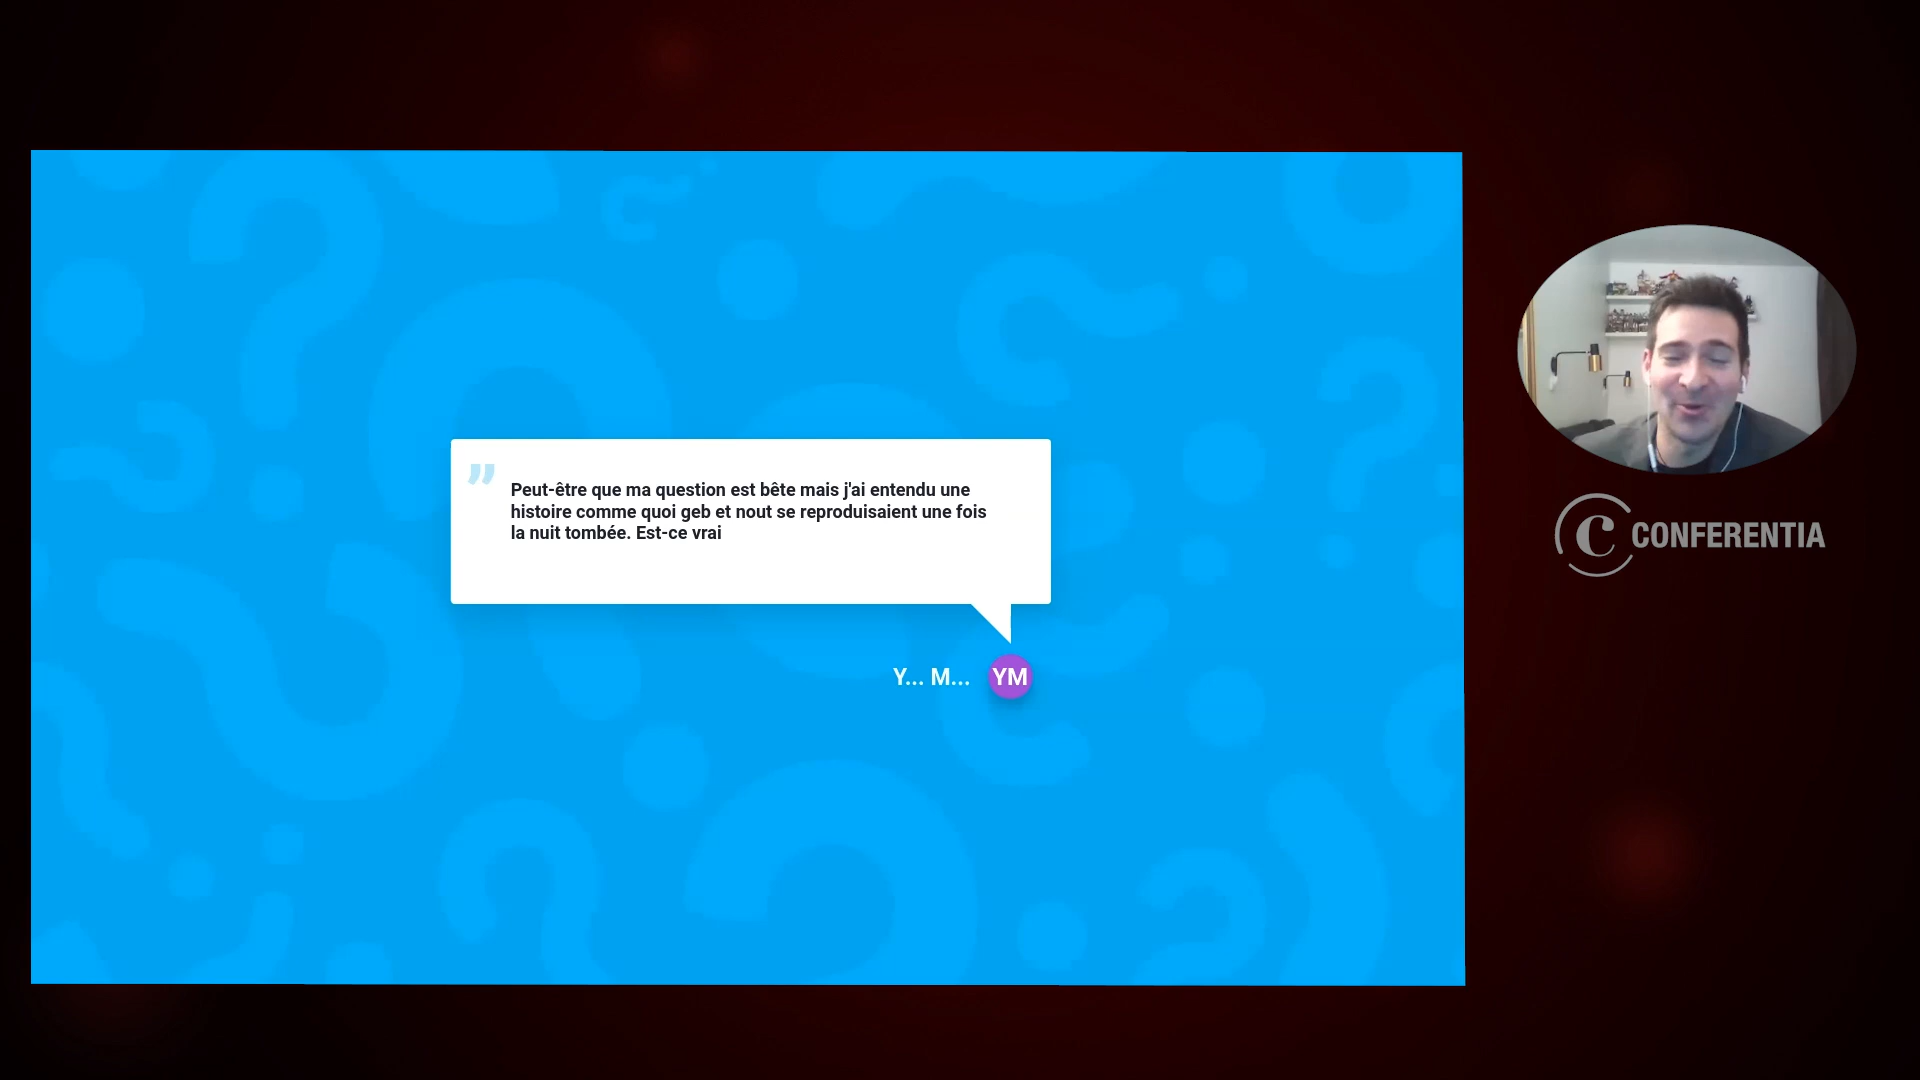 Peut-être que ma question est bête mais j'ai entendu une
histoire comme quoi geb et nout se reproduisaient une fois
la nuit tombée. Est-ce vrai
Y... M... YM
C CONFERENTIA